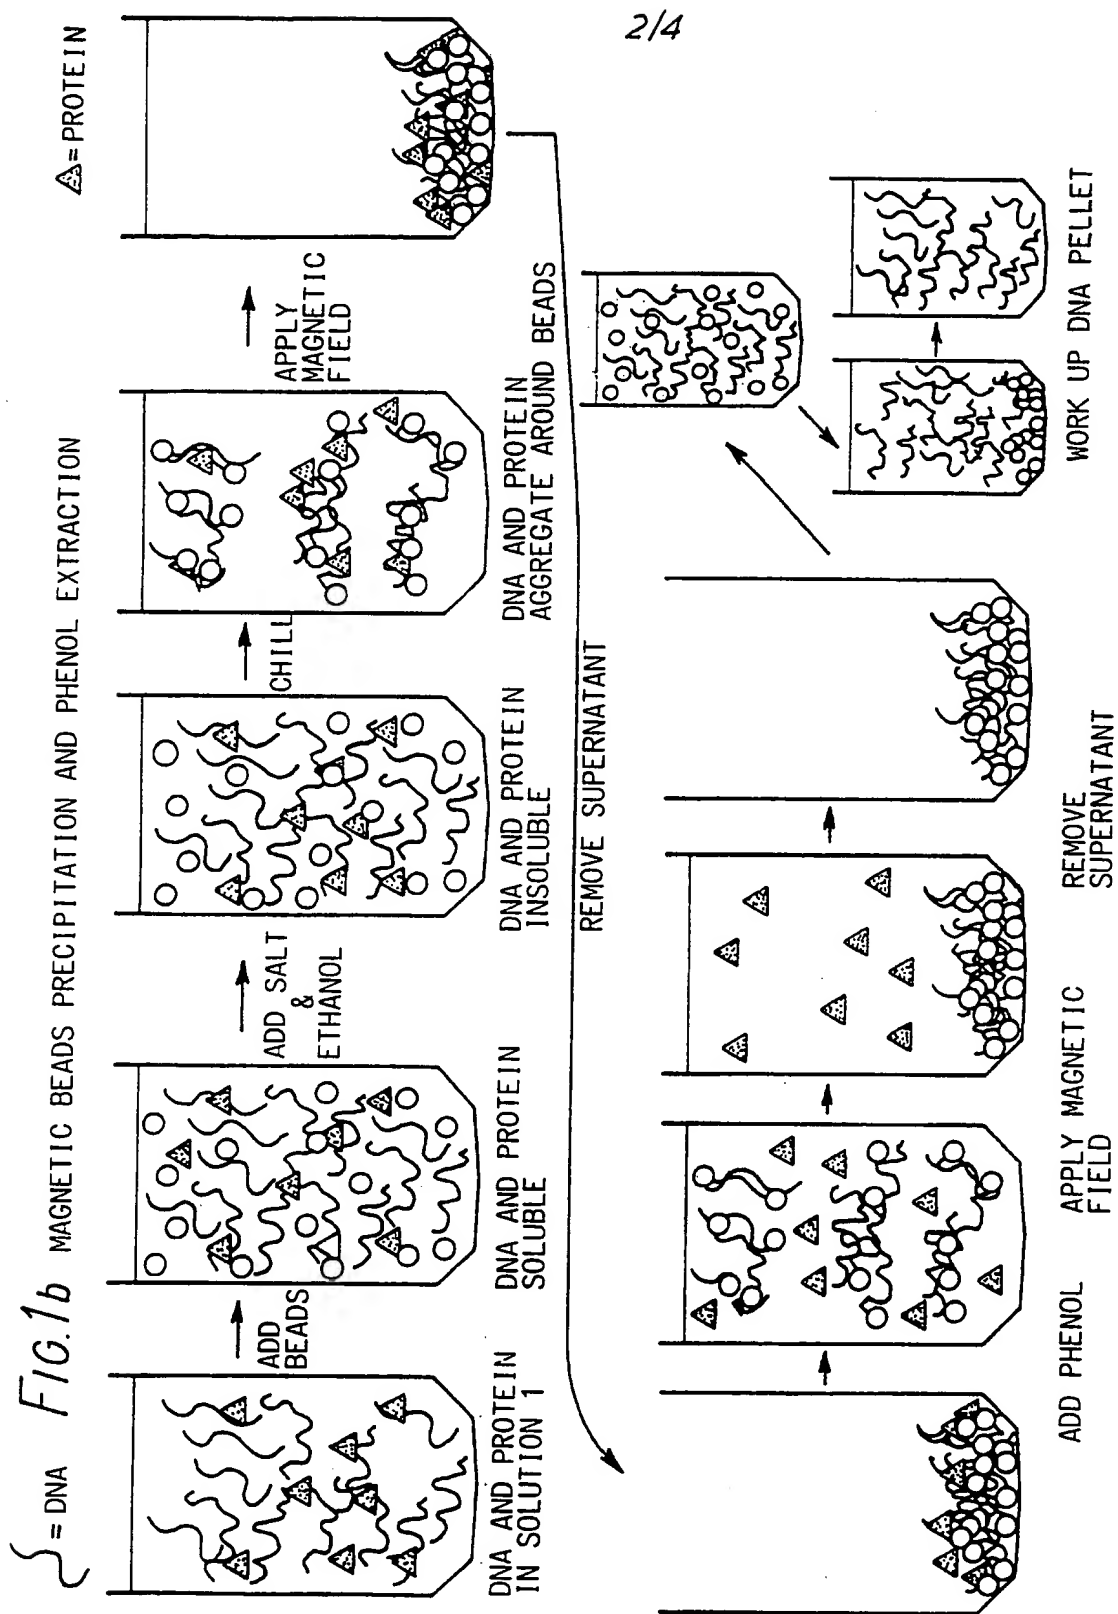 2/4
= DNA
FIG. 1b
MAGNETIC BEADS PRECIPITATION AND PHENOL EXTRACTION
= PROTEIN
ADD
BEADS
ADD SALT
&
ETHANOL
CHILL
APPLY
MAGNETIC
FIELD
DNA AND PROTEIN
IN SOLUTION 1
DNA AND PROTEIN
SOLUBLE
DNA AND PROTEIN
INSOLUBLE
DNA AND PROTEIN
AGGREGATE AROUND BEADS
REMOVE SUPERNATANT
ADD PHENOL
APPLY MAGNETIC
FIELD
REMOVE
SUPERNATANT
WORK UP DNA PELLET